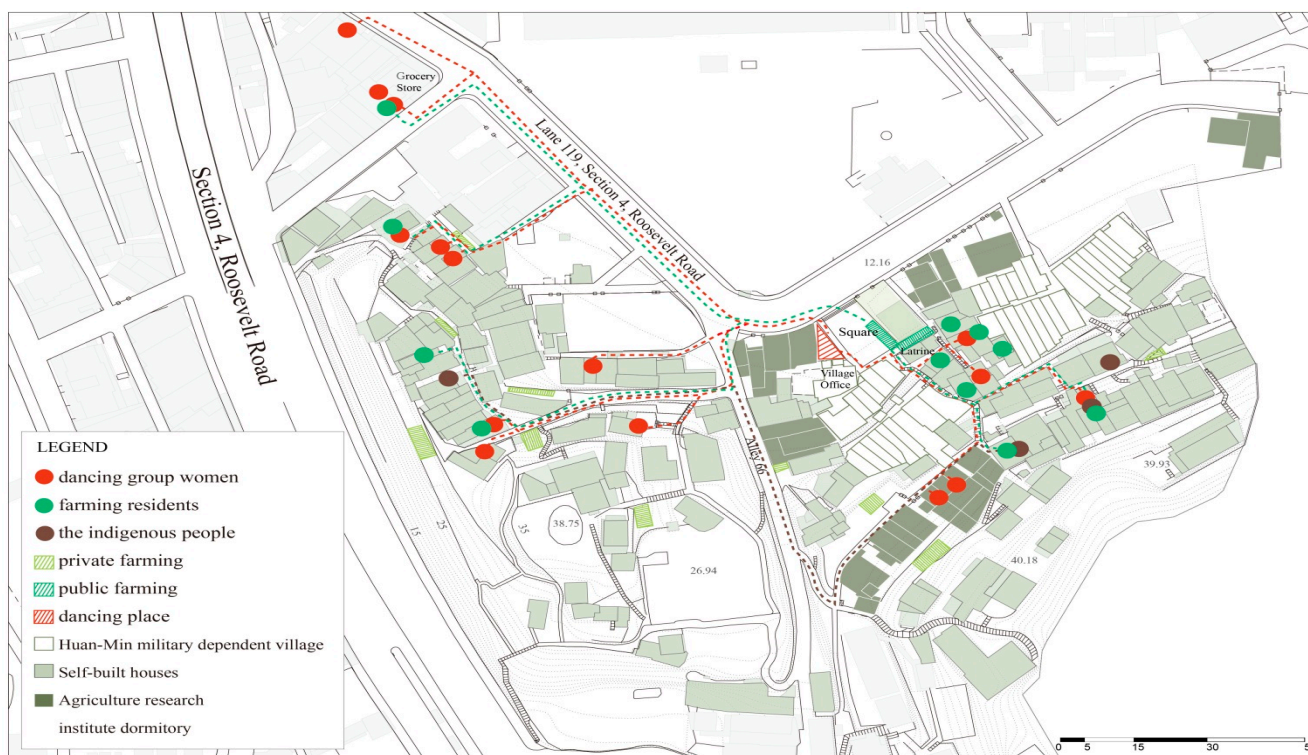 Grocery
Store
Lane 119, Section 4, Roosevelt Road
Section 4, Roosevelt Road
12.16
Square
Latrine
Village
Office
Alley 66
39.93
15
25
35
38.75
26.94
40.18
LEGEND
dancing group women
farming residents
the indigenous people
private farming
public farming
dancing place
Huan-Min military dependent village
Self-built houses
Agriculture research
institute dormitory
0 5 15 30